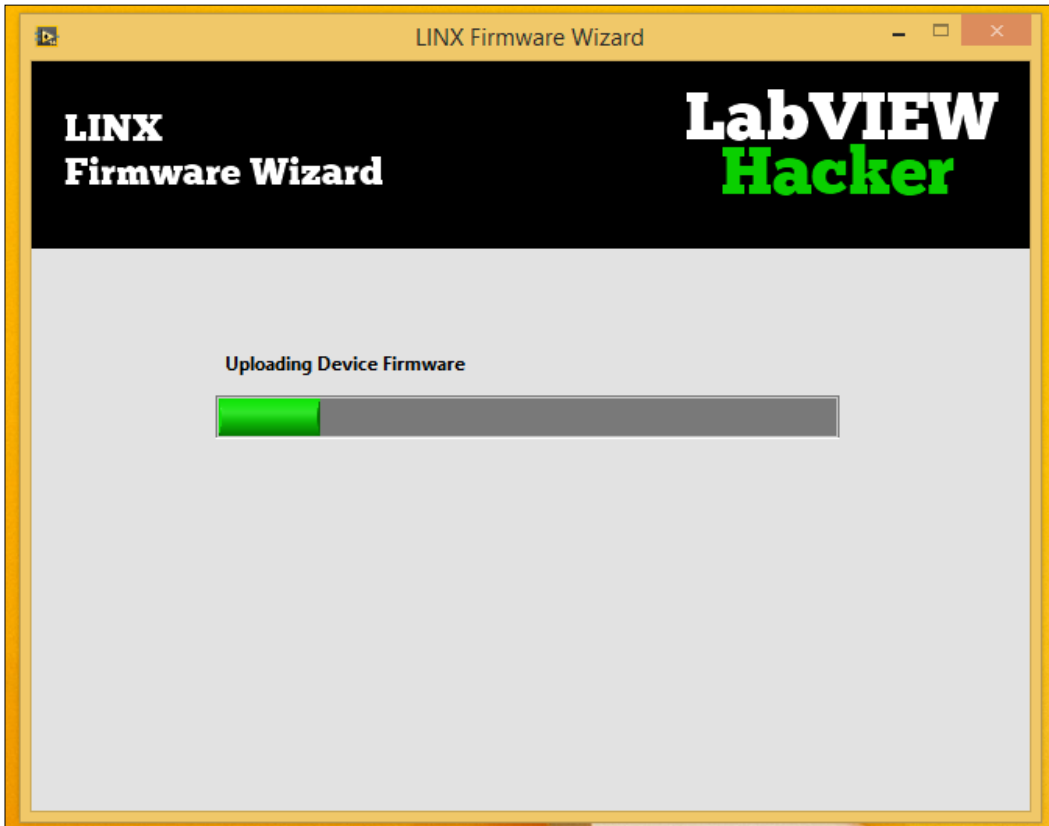 LINX Firmware Wizard
LINX
Firmware Wizard
LabVIEW
Hacker
Uploading Device Firmware